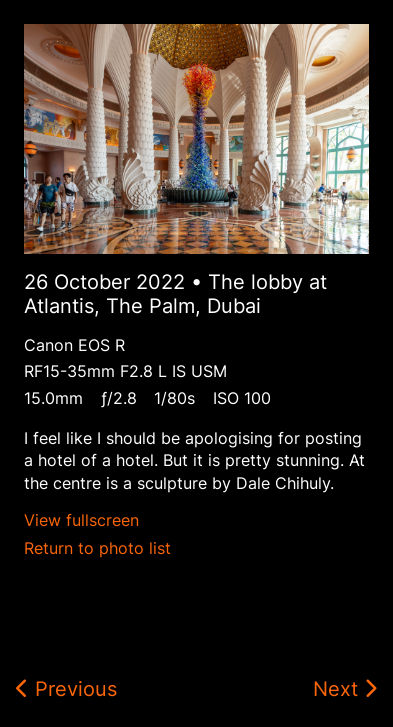 26 October 2022 • The lobby at
Atlantis, The Palm, Dubai
Canon EOS R
RF15-35mm F2.8 L IS USM
15.0mm ƒ/2.8 1/80s ISO 100
I feel like I should be apologising for posting
a hotel of a hotel. But it is pretty stunning. At
the centre is a sculpture by Dale Chihuly.
View fullscreen
Return to photo list
Previous Next